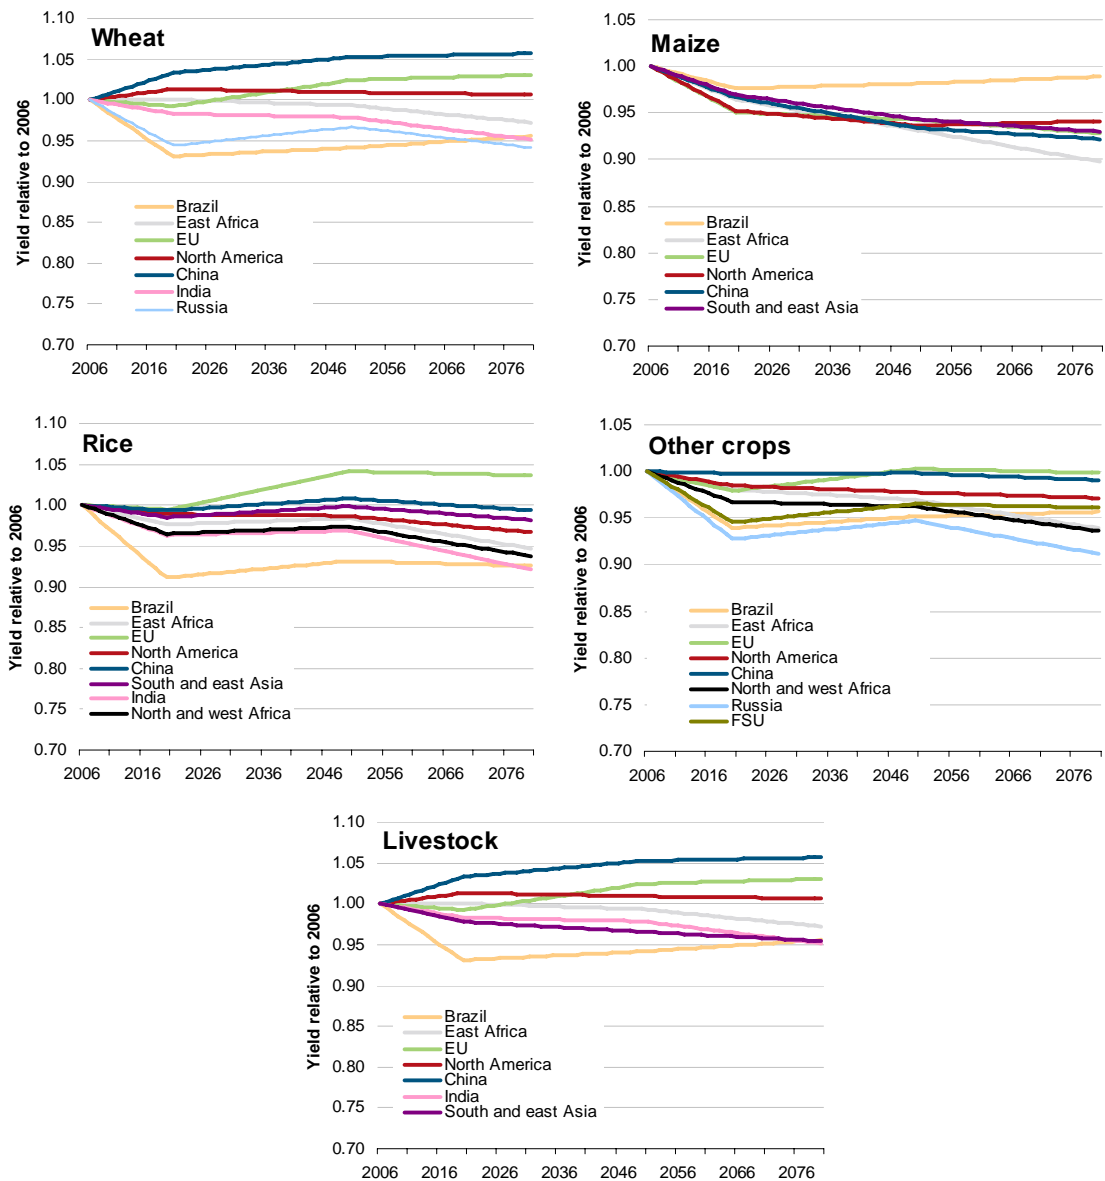 Wheat
Yield relative to 2006
1.10
1.05
1.00
0.95
0.90
0.85
0.80
0.75
0.70
Brazil
East Africa
EU
North America
China
India
Russia
2006 2016 2026 2036 2046 2056 2066 2076
Maize
Yield relative to 2006
1.05
1.00
0.95
0.90
0.85
0.80
0.75
0.70
Brazil
East Africa
EU
North America
China
South and east Asia
2006 2016 2026 2036 2046 2056 2066 2076
Rice
Yield relative to 2006
1.10
1.05
1.00
0.95
0.90
0.85
0.80
0.75
0.70
Brazil
East Africa
EU
North America
China
South and east Asia
India
North and west Africa
2006 2016 2026 2036 2046 2056 2066 2076
Other crops
Yield relative to 2006
1.05
1.00
0.95
0.90
0.85
0.80
0.75
0.70
Brazil
East Africa
EU
North America
China
North and west Africa
Russia
FSU
2006 2016 2026 2036 2046 2056 2066 2076
Livestock
Yield relative to 2006
1.10
1.05
1.00
0.95
0.90
0.85
0.80
0.75
0.70
Brazil
East Africa
EU
North America
China
India
South and east Asia
2006 2016 2026 2036 2046 2056 2066 2076